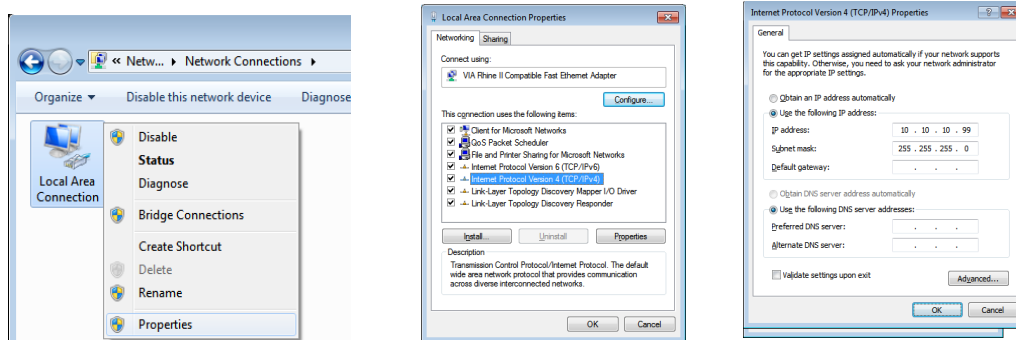 « Netw... ▸ Network Connections ▸
Organize ▾ Disable this network device Diagnose
Local Area
Connection
Disable
Status
Diagnose
Bridge Connections
Create Shortcut
Delete
Rename
Properties
Local Area Connection Properties
Networking Sharing
Connect using:
VIA Rhine II Compatible Fast Ethernet Adapter
Configure...
This connection uses the following items:
Client for Microsoft Networks
QoS Packet Scheduler
File and Printer Sharing for Microsoft Networks
Internet Protocol Version 6 (TCP/IPv6)
Internet Protocol Version 4 (TCP/IPv4)
Link-Layer Topology Discovery Mapper I/O Driver
Link-Layer Topology Discovery Responder
Install... Uninstall Properties
Description
Transmission Control Protocol/Internet Protocol. The default
wide area network protocol that provides communication
across diverse interconnected networks.
OK Cancel
Internet Protocol Version 4 (TCP/IPv4) Properties
General
You can get IP settings assigned automatically if your network supports
this capability. Otherwise, you need to ask your network administrator
for the appropriate IP settings.
Obtain an IP address automatically
Use the following IP address:
IP address: 10 . 10 . 10 . 99
Subnet mask: 255 . 255 . 255 . 0
Default gateway: . . .
Obtain DNS server address automatically
Use the following DNS server addresses:
Preferred DNS server: . . .
Alternate DNS server: . . .
Validate settings upon exit
Advanced...
OK Cancel